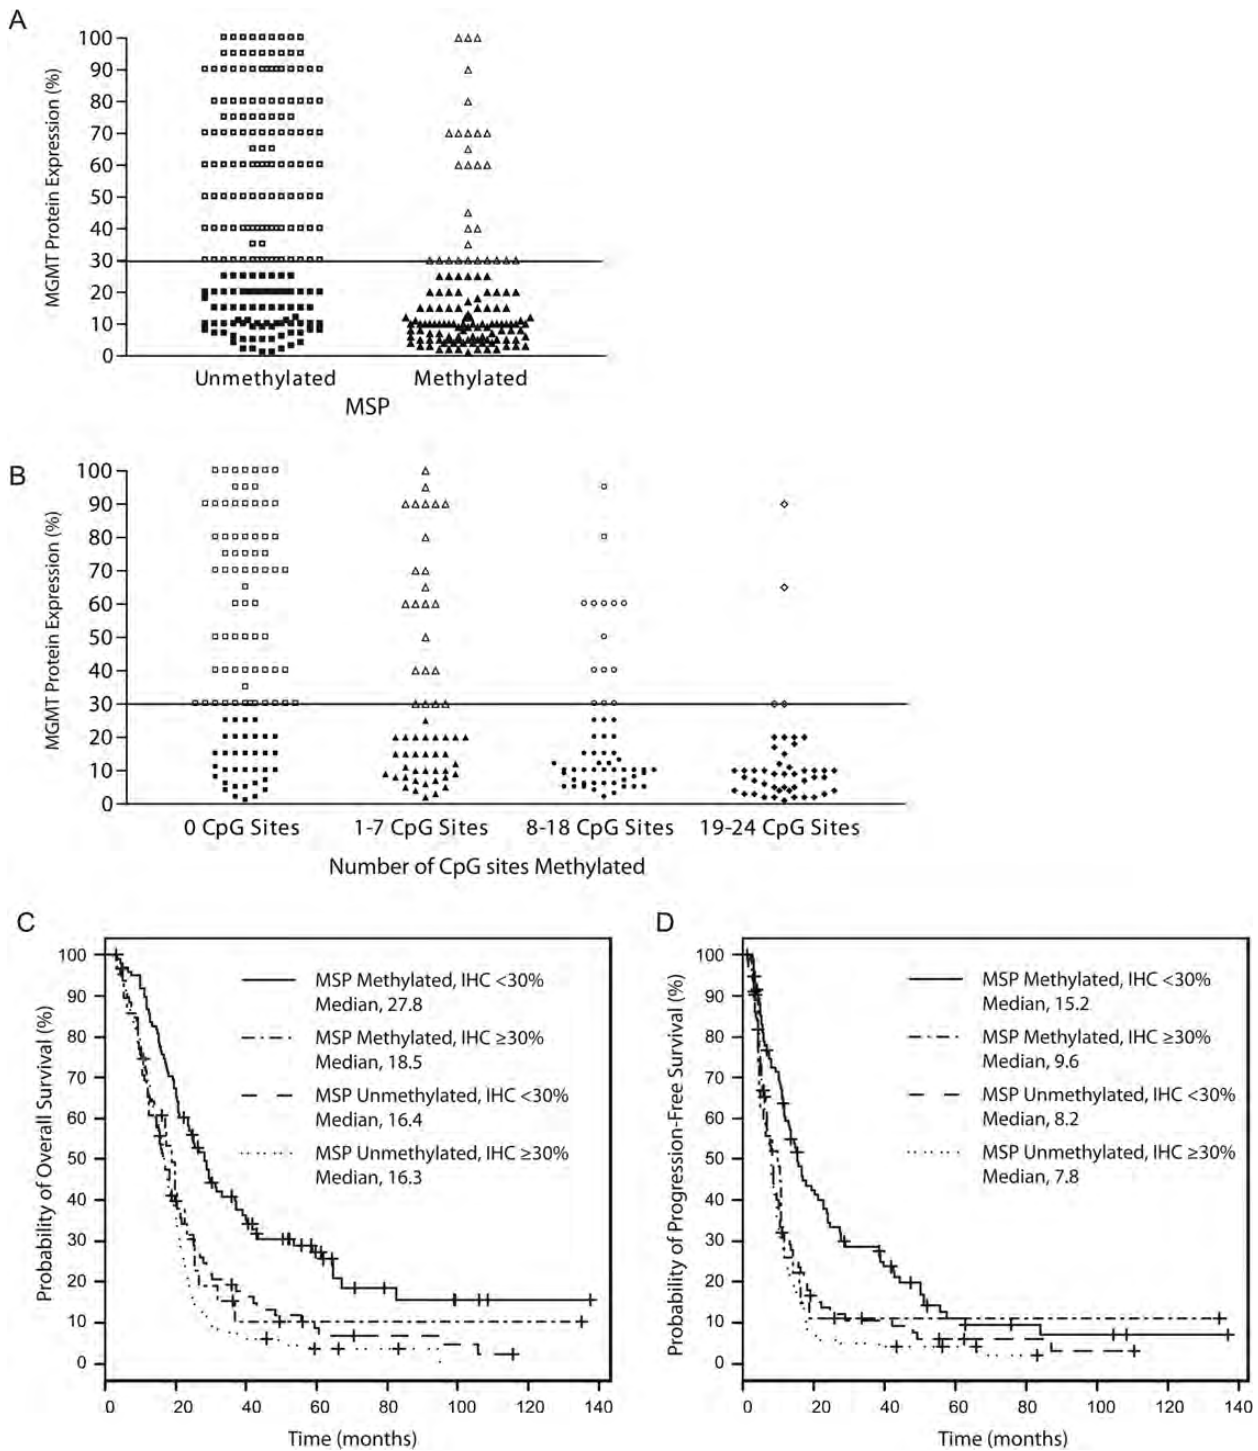 A
MGMT Protein Expression (%)
100
90
80
70
60
50
40
30
20
10
0
Unmethylated
Methylated
MSP
B
MGMT Protein Expression (%)
100
90
80
70
60
50
40
30
20
10
0
0 CpG Sites
1-7 CpG Sites
8-18 CpG Sites
19-24 CpG Sites
Number of CpG sites Methylated
C
Probability of Overall Survival (%)
100
90
80
70
60
50
40
30
20
10
0
MSP Methylated, IHC <30%
Median, 27.8
MSP Methylated, IHC ≥30%
Median, 18.5
MSP Unmethylated, IHC <30%
Median, 16.4
MSP Unmethylated, IHC ≥30%
Median, 16.3
0 20 40 60 80 100 120 140
Time (months)
D
Probability of Progression-Free Survival (%)
100
90
80
70
60
50
40
30
20
10
0
MSP Methylated, IHC <30%
Median, 15.2
MSP Methylated, IHC ≥30%
Median, 9.6
MSP Unmethylated, IHC <30%
Median, 8.2
MSP Unmethylated, IHC ≥30%
Median, 7.8
0 20 40 60 80 100 120 140
Time (months)